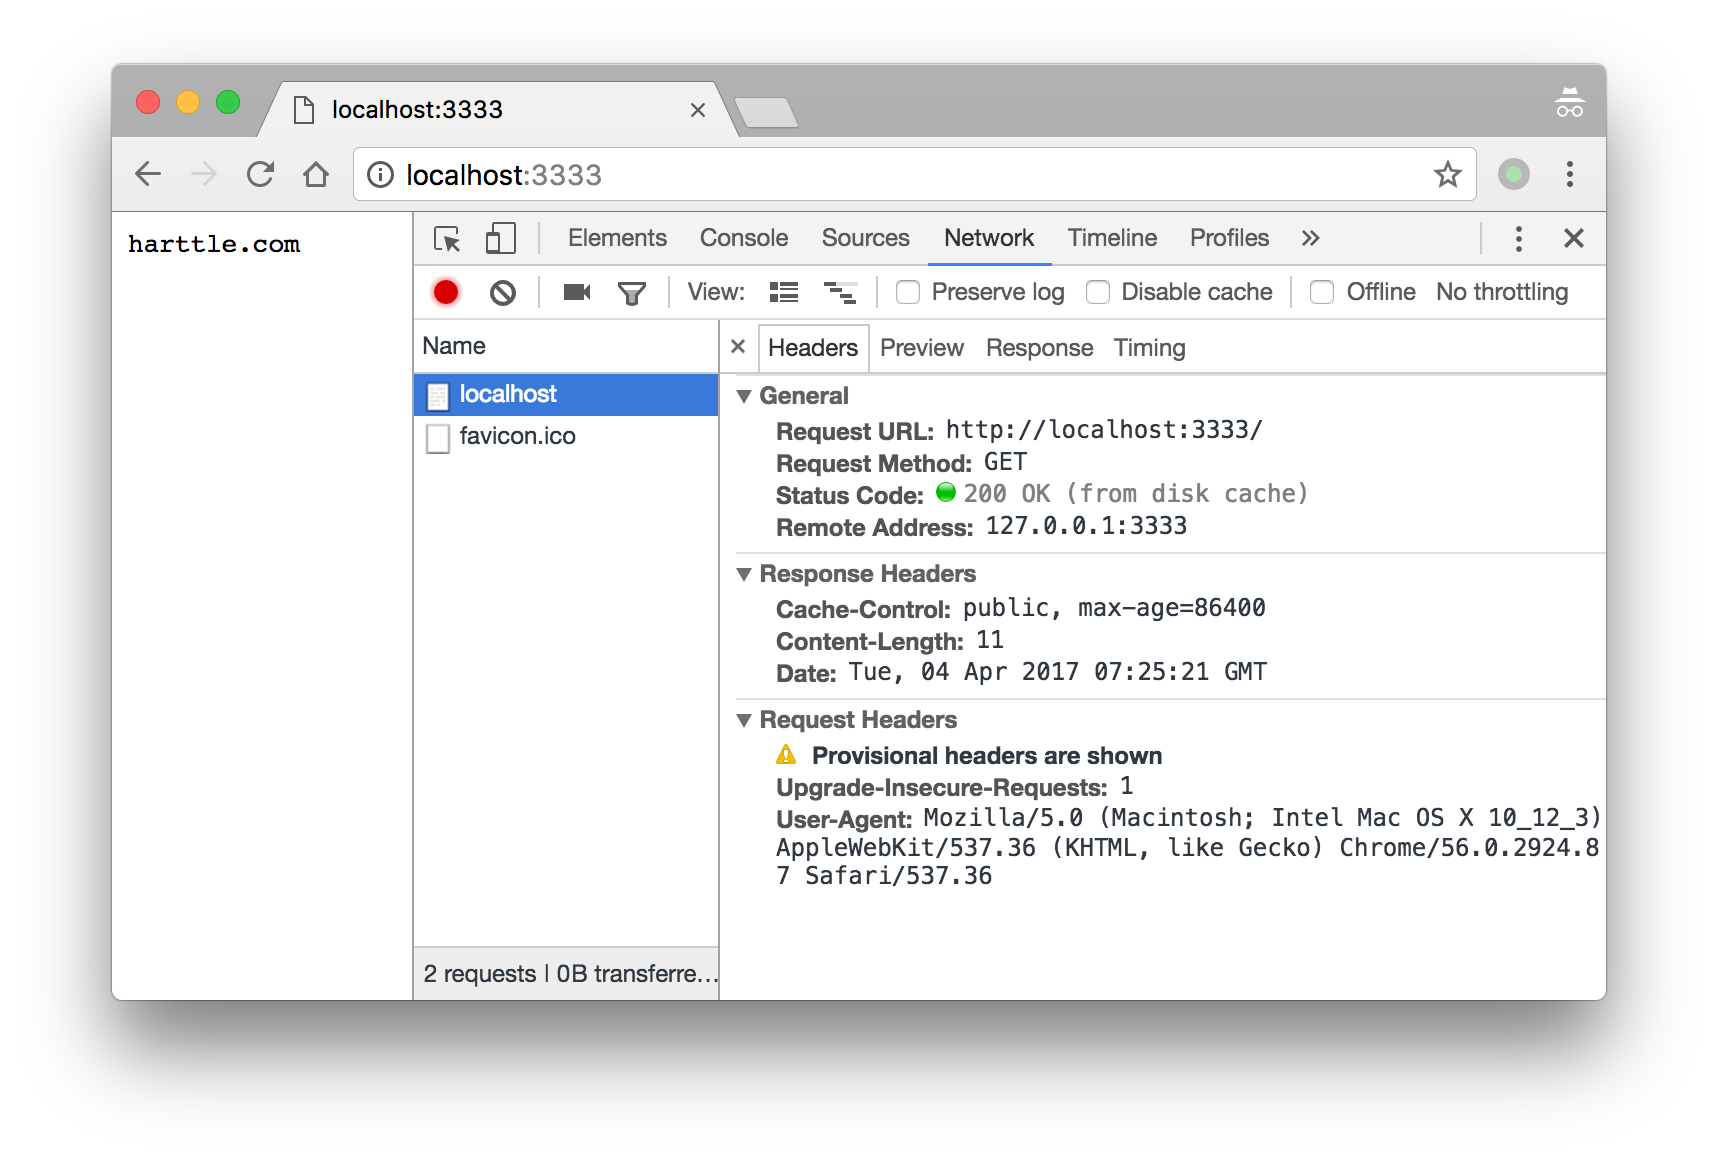 localhost:3333
localhost:3333
harttle.com
Elements Console Sources Network Timeline Profiles »
View: Preserve log Disable cache Offline No throttling
Name
Headers Preview Response Timing
localhost
favicon.ico
General
Request URL: http://localhost:3333/
Request Method: GET
Status Code: 200 OK (from disk cache)
Remote Address: 127.0.0.1:3333
Response Headers
Cache-Control: public, max-age=86400
Content-Length: 11
Date: Tue, 04 Apr 2017 07:25:21 GMT
Request Headers
Provisional headers are shown
Upgrade-Insecure-Requests: 1
User-Agent: Mozilla/5.0 (Macintosh; Intel Mac OS X 10_12_3)
AppleWebKit/537.36 (KHTML, like Gecko) Chrome/56.0.2924.8
7 Safari/537.36
2 requests | 0B transferre...